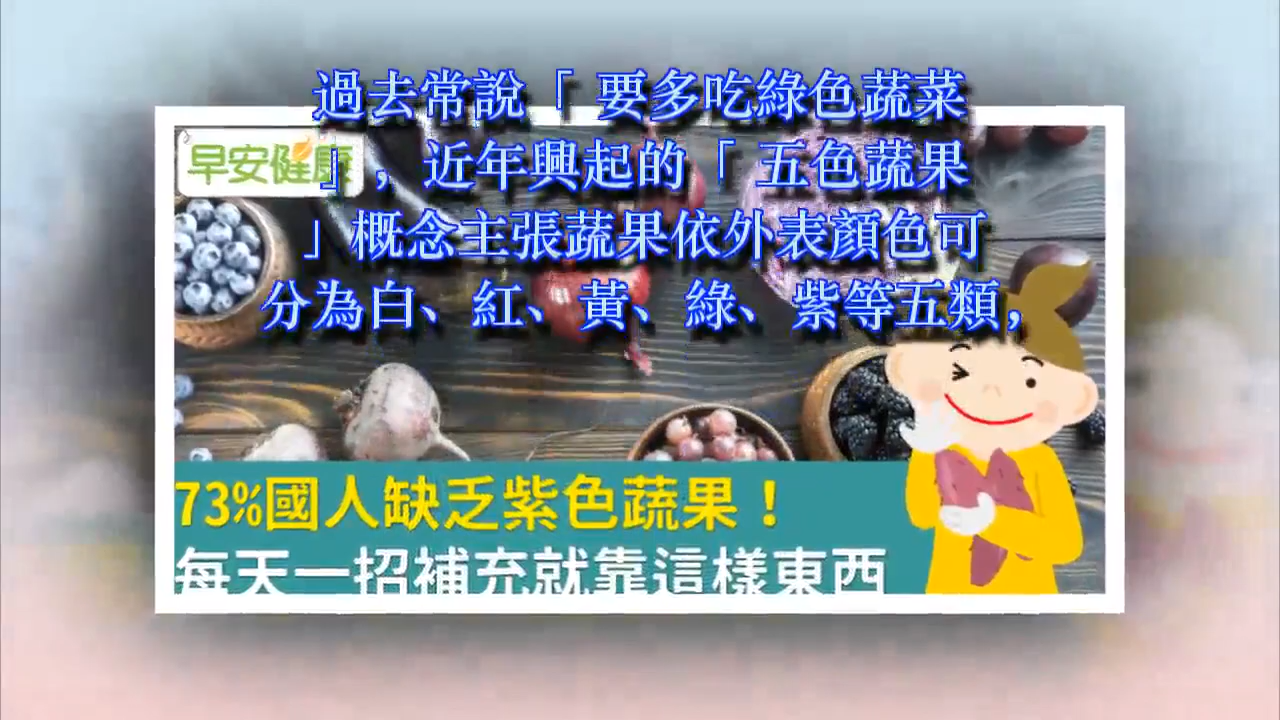 過去常說「要多吃綠色蔬菜
」，近年興起的「五色蔬果
」概念主張蔬果依外表顏色可
分為白、紅、黃、綠、紫等五類，
早安健康
73%國人缺乏紫色蔬果！
每天一招補充就靠這樣東西